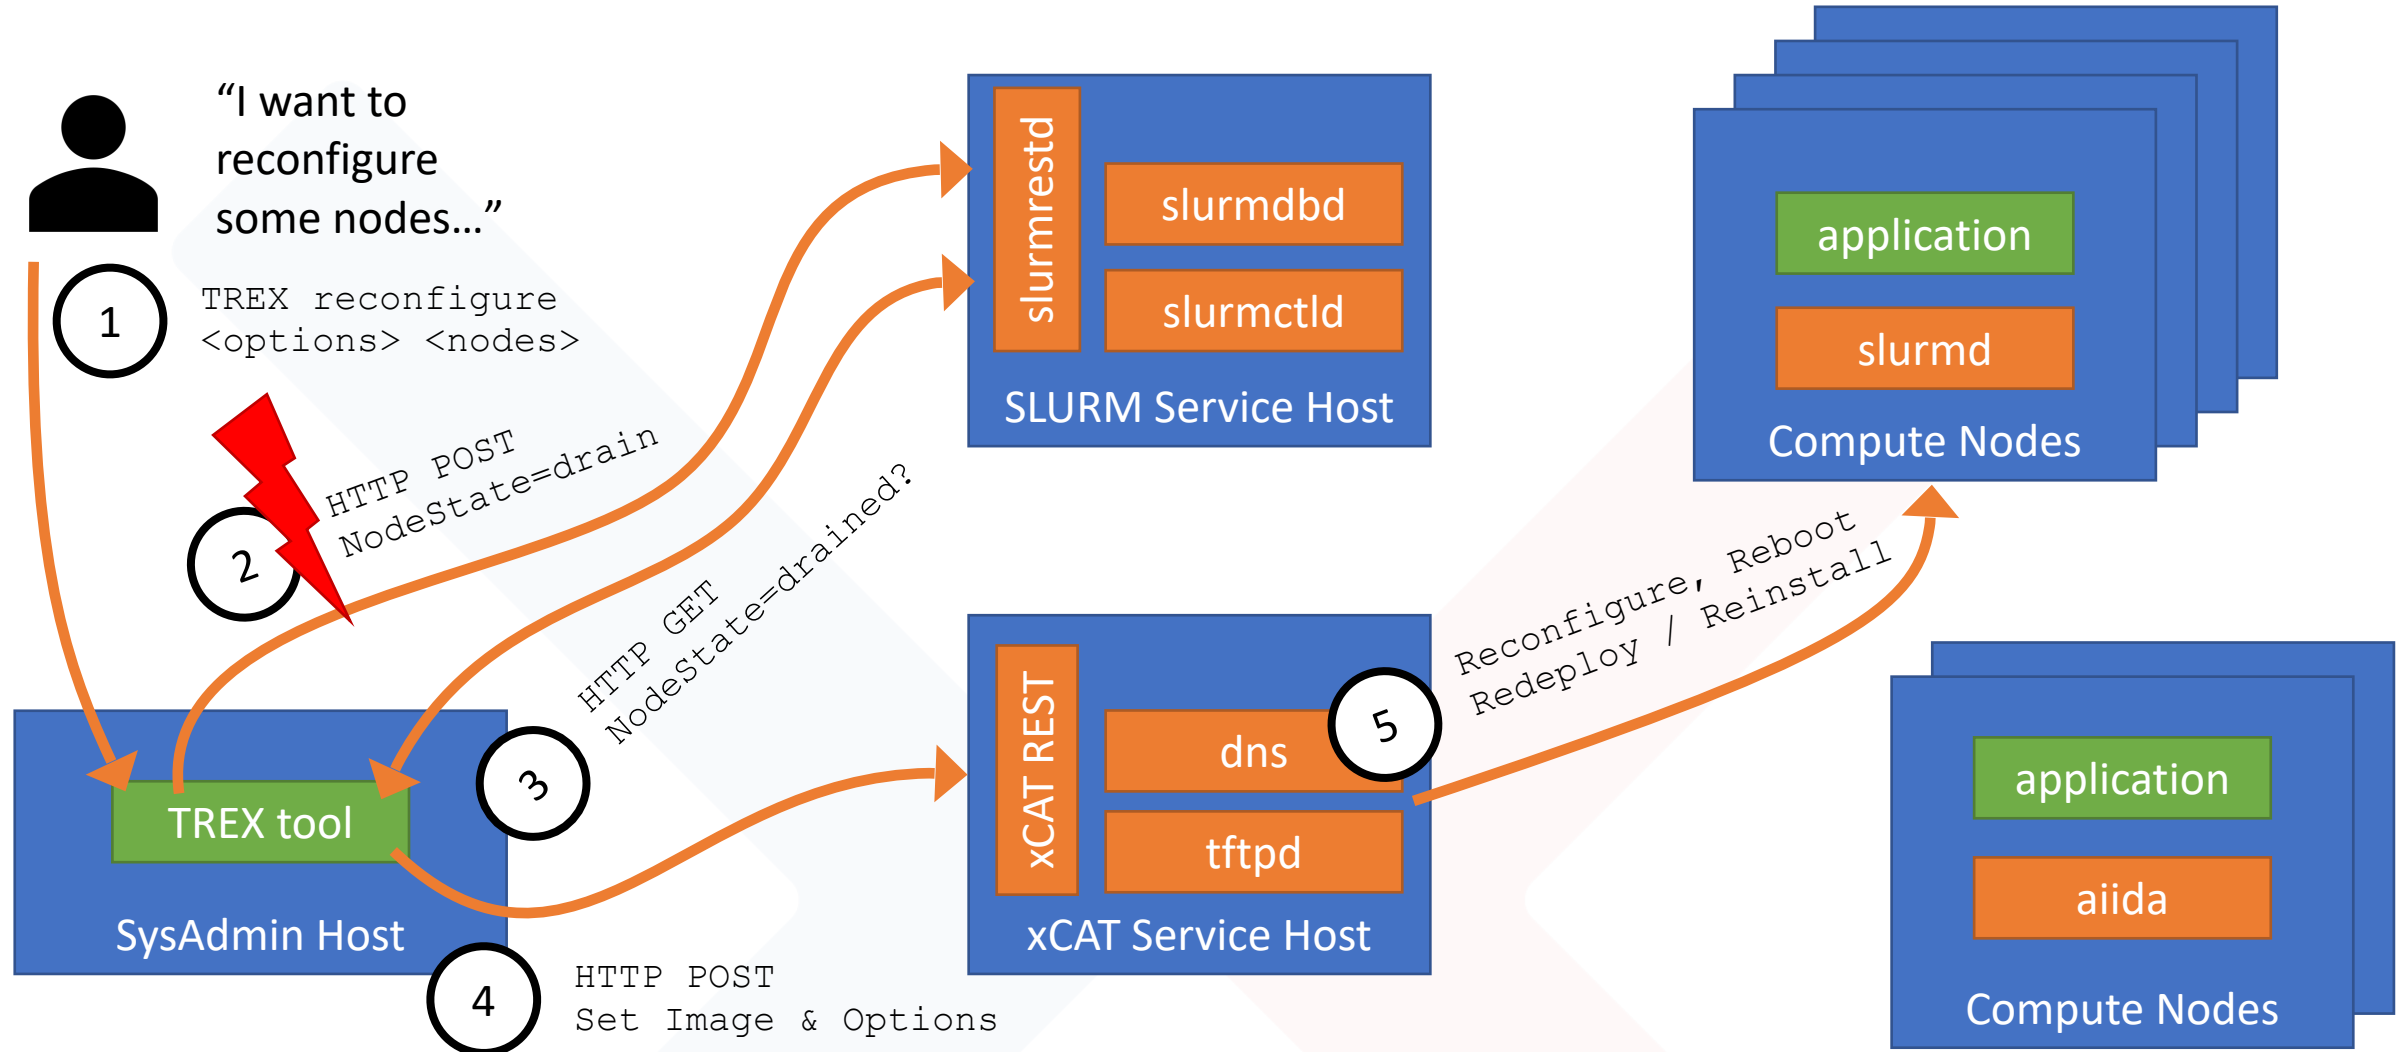 “I want to
reconfigure
some nodes…”
1
TREX reconfigure
<options> <nodes>
2
HTTP POST
NodeState=drain
3
HTTP GET
NodeState=drained?
TREX tool
SysAdmin Host
4
HTTP POST
Set Image & Options
slurmrestd
slurmdbd
slurmctld
SLURM Service Host
xCAT REST
dns
tftpd
xCAT Service Host
5
Reconfigure, Reboot
Redeploy / Reinstall
application
slurmd
Compute Nodes
application
aiida
Compute Nodes